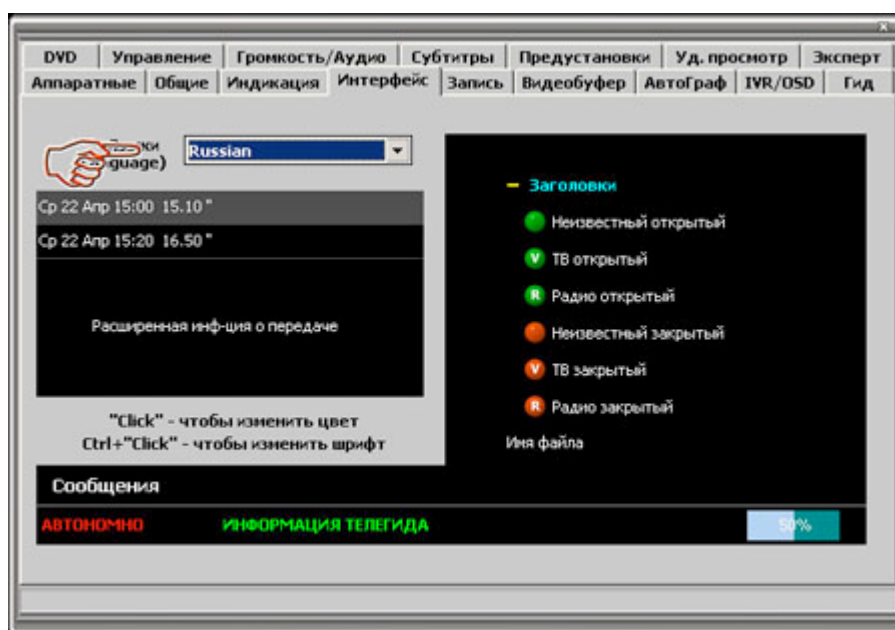 DVD Управление Громкость/Аудио Субтитры Предустановки Уд. просмотр Эксперт
Аппаратные Общие Индикация Интерфейс Запись Видеобуфер АвтоГраф IVR/OSD Гид
Russian
guage)
Ср 22 Апр 15:00 15.10"
Ср 22 Апр 15:20 16.50"
Расширенная инф-ция о передаче
"Click" - чтобы изменить цвет
Ctrl+"Click" - чтобы изменить шрифт
Заголовки
Неизвестный открытый
V ТВ открытый
R Радио открытый
Неизвестный закрытый
V ТВ закрытый
R Радио закрытый
Имя файла
Сообщения
АВТОНОМНО ИНФОРМАЦИЯ ТЕЛЕГИДА 50%